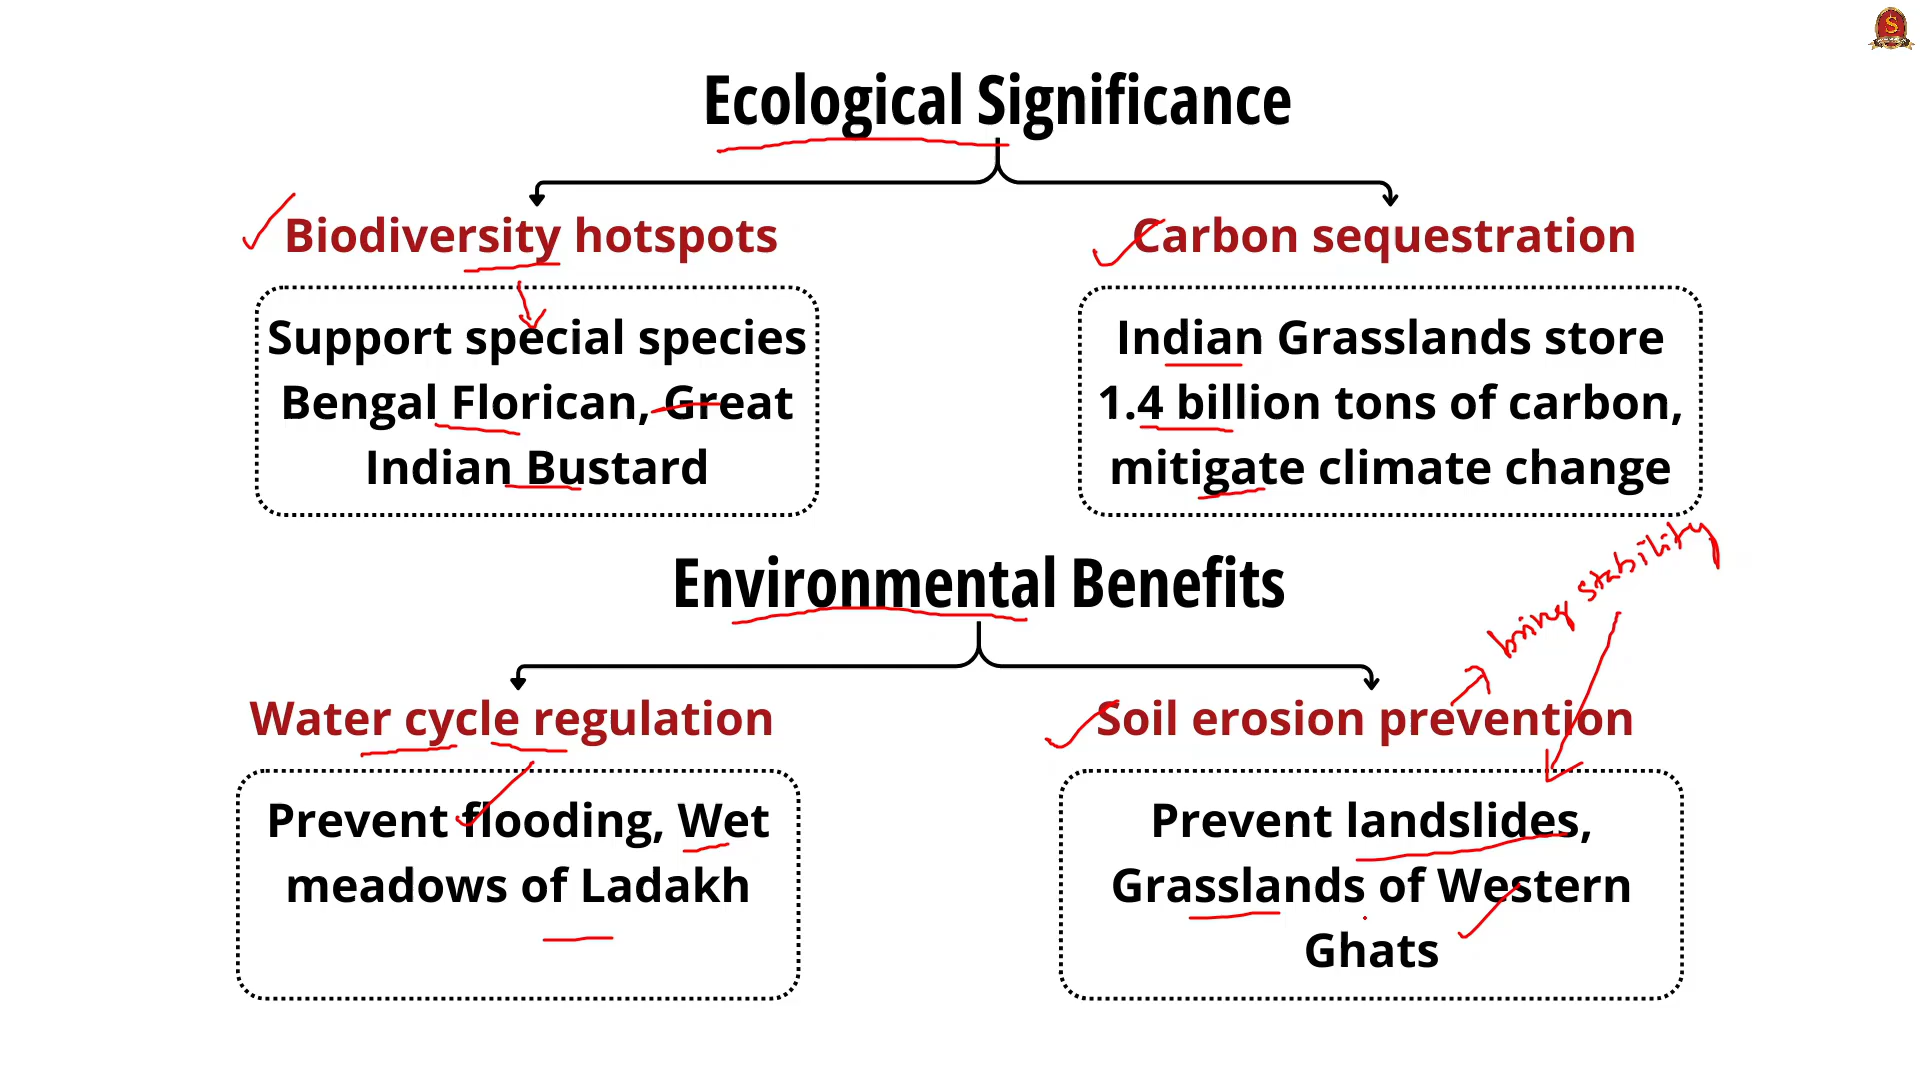 Ecological Significance
Biodiversity hotspots
Support special species
Bengal Florican, Great
Indian Bustard
Carbon sequestration
Indian Grasslands store
1.4 billion tons of carbon,
mitigate climate change
Environmental Benefits
bring stability
Water cycle regulation
Prevent flooding, Wet
meadows of Ladakh
Soil erosion prevention
Prevent landslides,
Grasslands of Western
Ghats